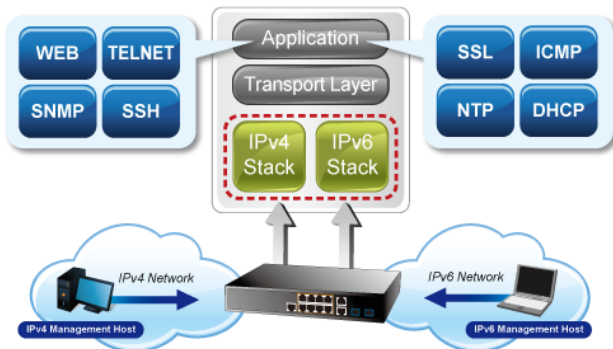 WEB
TELNET
SNMP
SSH
Application
Transport Layer
IPv4
Stack
IPv6
Stack
SSL
ICMP
NTP
DHCP
IPv4 Network
IPv4 Management Host
IPv6 Network
IPv6 Management Host